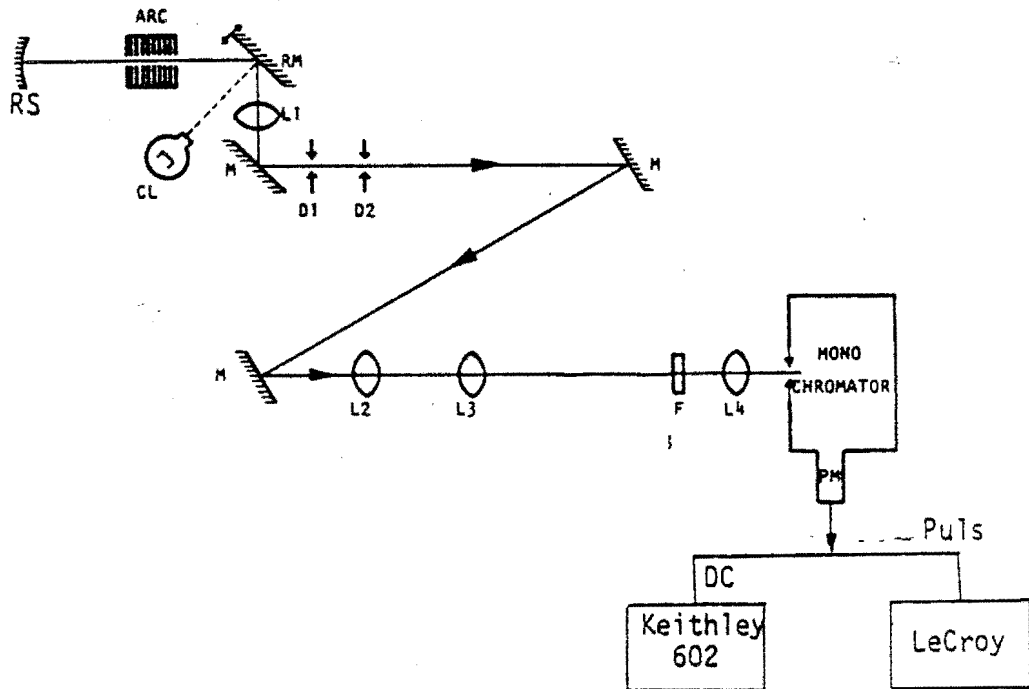 ARC
RM
RS
L1
M
M
CL
D1 D2
M
L2
L3
F
L4
MONO
CHROMATOR
PM
Puls
DC
Keithley
602
LeCroy